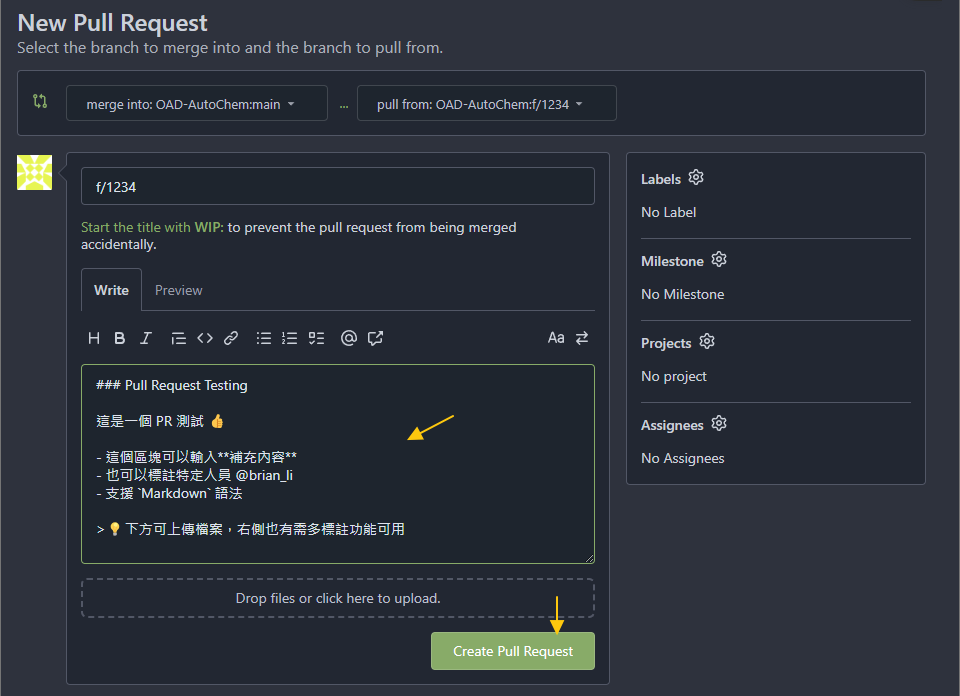 New Pull Request
Select the branch to merge into and the branch to pull from.
merge into: OAD-AutoChem:main
...
pull from: OAD-AutoChem:f/1234
f/1234
Start the title with WIP: to prevent the pull request from being merged
accidentally.
Write
Preview
H B I
@
Aa
### Pull Request Testing
這是一個 PR 測試 👍
- 這個區塊可以輸入**補充內容**
- 也可以標註特定人員 @brian_li
- 支援 `Markdown` 語法
> 💡 下方可上傳檔案，右側也有需多標註功能可用
Drop files or click here to upload.
Create Pull Request
Labels
No Label
Milestone
No Milestone
Projects
No project
Assignees
No Assignees